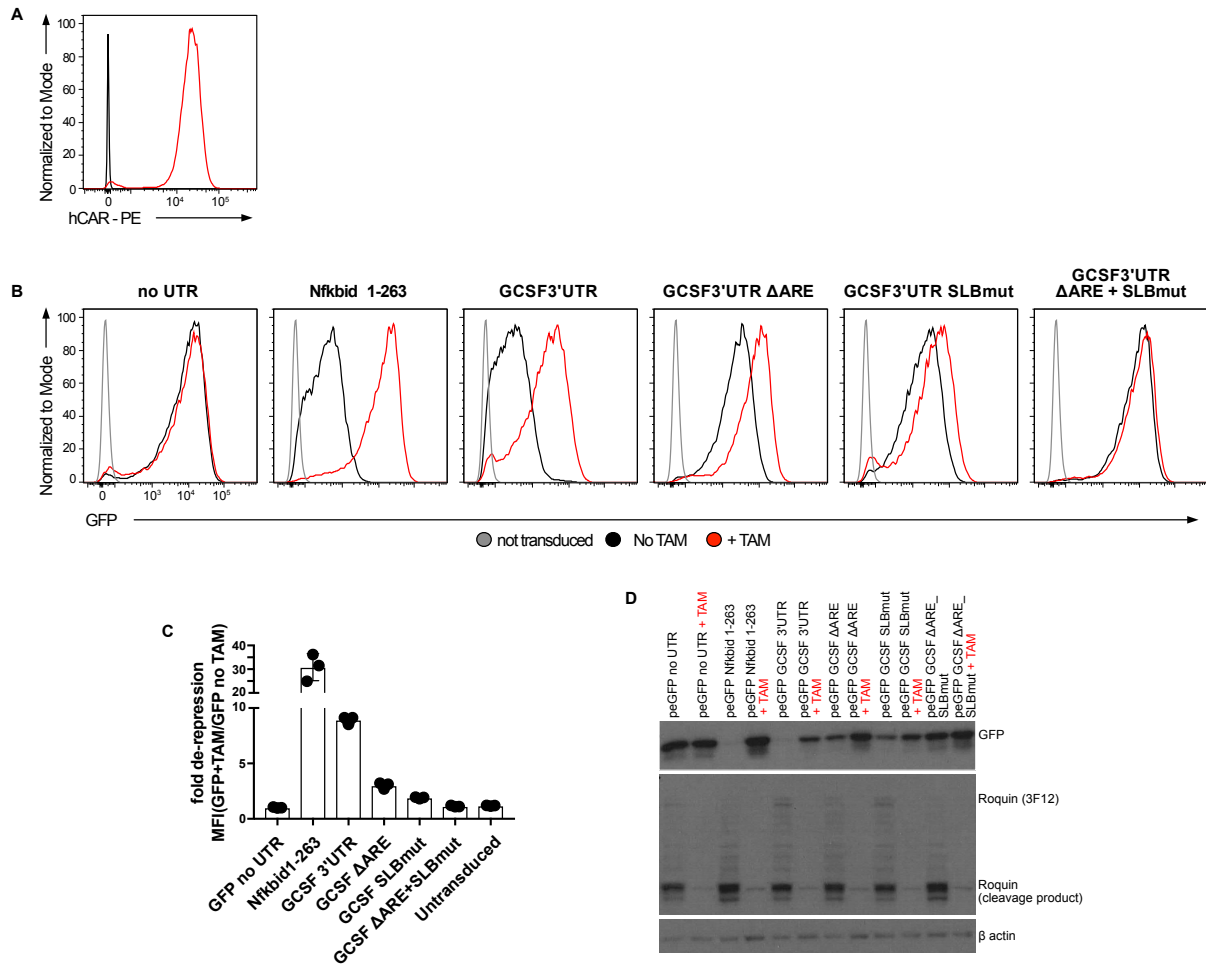 A
Normalized to Mode
100
80
60
40
20
0
0
10⁴
10⁵
hCAR - PE
B
no UTR
Nfkbid 1-263
GCSF3'UTR
GCSF3'UTR ΔARE
GCSF3'UTR SLBmut
GCSF3'UTR
ΔARE + SLBmut
Normalized to Mode
100
80
60
40
20
0
0
10³
10⁴
10⁵
GFP
not transduced
No TAM
+ TAM
C
fold de-repression
MFI(GFP+TAM/GFP no TAM)
40
30
20
10
5
1
GFP no UTR
Nfkbid1-263
GCSF 3'UTR
GCSF ΔARE
GCSF SLBmut
GCSF ΔARE+SLBmut
Untransduced
D
peGFP no UTR
peGFP no UTR + TAM
peGFP Nfkbid 1-263
peGFP Nfkbid 1-263
+ TAM
peGFP GCSF 3'UTR
peGFP GCSF 3'UTR
+ TAM
peGFP GCSF ΔARE
peGFP GCSF ΔARE
+ TAM
peGFP GCSF SLBmut
peGFP GCSF SLBmut
+ TAM
peGFP GCSF ΔARE_
SLBmut
peGFP GCSF ΔARE_
SLBmut + TAM
GFP
Roquin (3F12)
Roquin
(cleavage product)
β actin